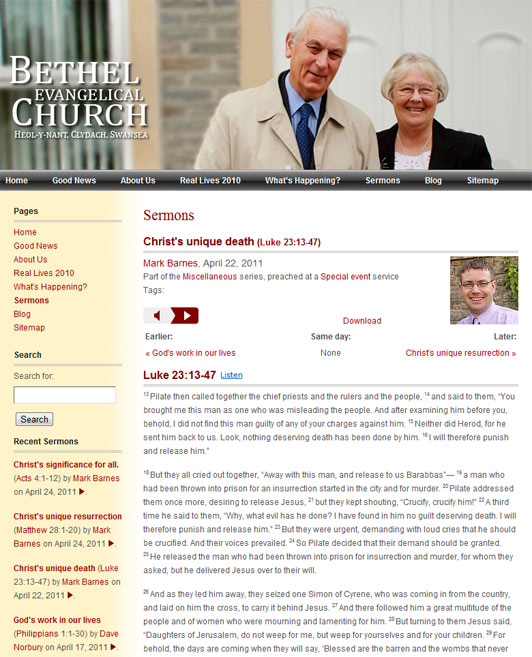 BETHEL
EVANGELICAL
CHURCH
HEOL-Y-NANT, CLYDACH, SWANSEA
Home Good News About Us Real Lives 2010 What's Happening? Sermons Blog Sitemap
Pages
Home
Good News
About Us
Real Lives 2010
What's Happening?
Sermons
Blog
Sitemap
Search
Search for:
Search
Recent Sermons
Christ's significance for all.
(Acts 4:1-12) by Mark Barnes
on April 24, 2011
Christ's unique resurrection
(Matthew 28:1-20) by Mark
Barnes on April 24, 2011
Christ's unique death (Luke
23:13-47) by Mark Barnes on
April 22, 2011
God's work in our lives
(Philippians 1:1-30) by Dave
Norbury on April 17, 2011
Sermons
Christ's unique death (Luke 23:13-47)
Mark Barnes, April 22, 2011
Part of the Miscellaneous series, preached at a Special event service
Tags:
Download
Earlier: Same day: Later:
« God's work in our lives None Christ's unique resurrection »
Luke 23:13-47 Listen
13 Pilate then called together the chief priests and the rulers and the people, 14 and said to them, “You
brought me this man as one who was misleading the people. And after examining him before you,
behold, I did not find this man guilty of any of your charges against him. 15 Neither did Herod, for he
sent him back to us. Look, nothing deserving death has been done by him. 16 I will therefore punish
and release him.”
18 But they all cried out together, “Away with this man, and release to us Barabbas”— 19 a man who
had been thrown into prison for an insurrection started in the city and for murder. 20 Pilate addressed
them once more, desiring to release Jesus, 21 but they kept shouting, “Crucify, crucify him!” 22 A third
time he said to them, “Why, what evil has he done? I have found in him no guilt deserving death. I will
therefore punish and release him.” 23 But they were urgent, demanding with loud cries that he should
be crucified. And their voices prevailed. 24 So Pilate decided that their demand should be granted.
25 He released the man who had been thrown into prison for insurrection and murder, for whom they
asked, but he delivered Jesus over to their will.
26 And as they led him away, they seized one Simon of Cyrene, who was coming in from the country,
and laid on him the cross, to carry it behind Jesus. 27 And there followed him a great multitude of the
people and of women who were mourning and lamenting for him. 28 But turning to them Jesus said,
“Daughters of Jerusalem, do not weep for me, but weep for yourselves and for your children. 29 For
behold, the days are coming when they will say, ‘Blessed are the barren and the wombs that never